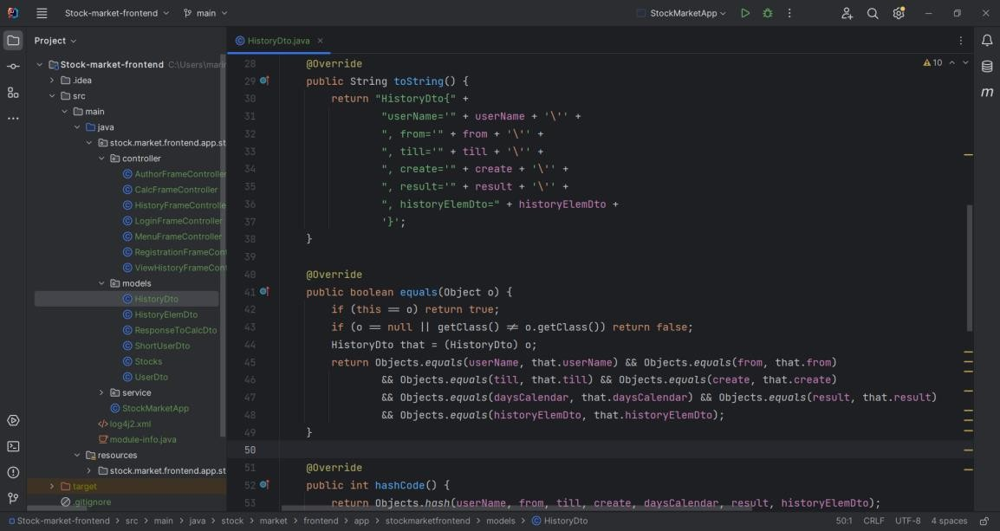 Stock-market-frontend
main
StockMarketApp
Project
HistoryDto.java
Stock-market-frontend C:\Users\mari
.idea
src
main
java
stock.market.frontend.app.st
controller
AuthorFrameController
CalcFrameController
HistoryFrameControlle
LoginFrameController
MenuFrameController
RegistrationFrameCont
ViewHistoryFrameCont
models
HistoryDto
HistoryElemDto
ResponseToCalcDto
ShortUserDto
Stocks
UserDto
service
StockMarketApp
log4j2.xml
module-info.java
resources
stock.market.frontend.app.st
target
.gitignore
10
28 @Override
29 public String toString() {
30 return "HistoryDto{" +
31 "userName='" + userName + '\'' +
32 ", from='" + from + '\'' +
33 ", till='" + till + '\'' +
34 ", create='" + create + '\'' +
35 ", result='" + result + '\'' +
36 ", historyElemDto=" + historyElemDto +
37 '}';
38 }
39
40 @Override
41 public boolean equals(Object o) {
42 if (this == o) return true;
43 if (o == null || getClass() != o.getClass()) return false;
44 HistoryDto that = (HistoryDto) o;
45 return Objects.equals(userName, that.userName) && Objects.equals(from, that.from)
46 && Objects.equals(till, that.till) && Objects.equals(create, that.create)
47 && Objects.equals(daysCalendar, that.daysCalendar) && Objects.equals(result, that.result)
48 && Objects.equals(historyElemDto, that.historyElemDto);
49 }
50
51 @Override
52 public int hashCode() {
53 return Objects.hash(userName, from, till, create, daysCalendar, result, historyElemDto);
m
Stock-market-frontend > src > main > java > stock > market > frontend > app > stockmarketfrontend > models > HistoryDto
50:1 CRLF UTF-8 4 spaces